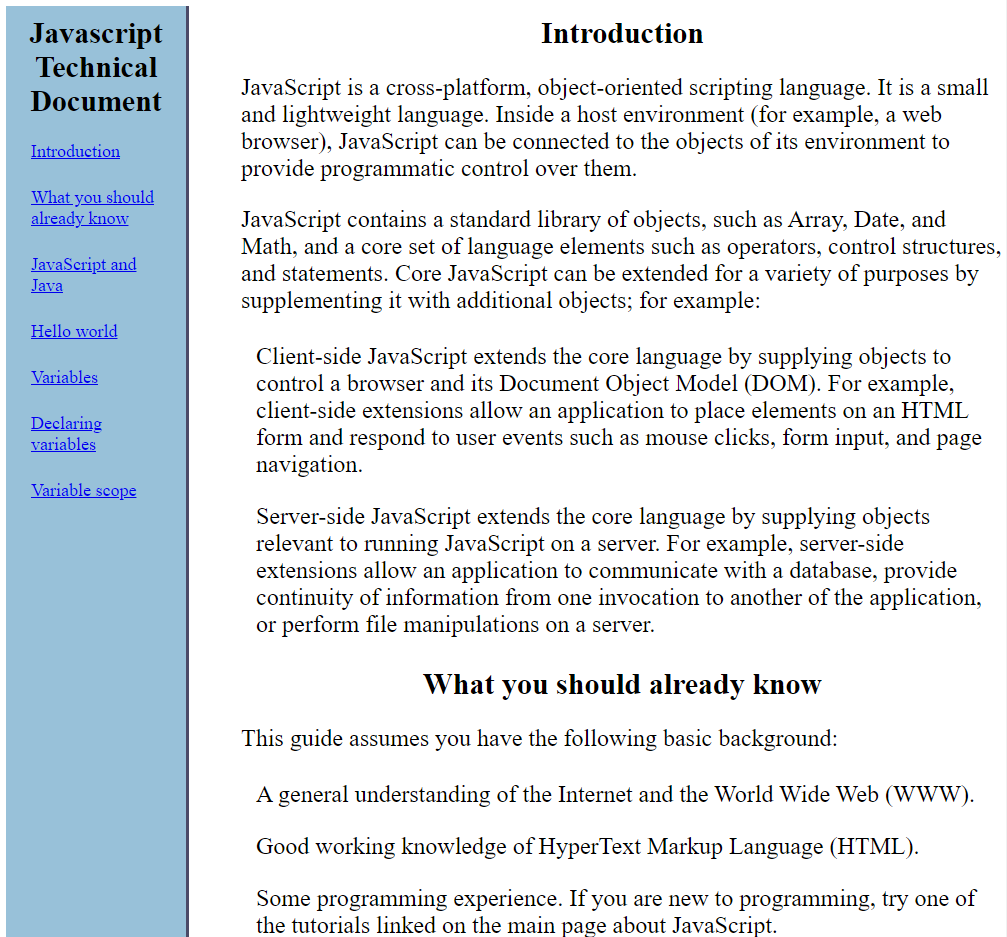 Javascript
Technical
Document
Introduction
What you should
already know
JavaScript and
Java
Hello world
Variables
Declaring
variables
Variable scope
Introduction
JavaScript is a cross-platform, object-oriented scripting language. It is a small
and lightweight language. Inside a host environment (for example, a web
browser), JavaScript can be connected to the objects of its environment to
provide programmatic control over them.
JavaScript contains a standard library of objects, such as Array, Date, and
Math, and a core set of language elements such as operators, control structures,
and statements. Core JavaScript can be extended for a variety of purposes by
supplementing it with additional objects; for example:
Client-side JavaScript extends the core language by supplying objects to
control a browser and its Document Object Model (DOM). For example,
client-side extensions allow an application to place elements on an HTML
form and respond to user events such as mouse clicks, form input, and page
navigation.
Server-side JavaScript extends the core language by supplying objects
relevant to running JavaScript on a server. For example, server-side
extensions allow an application to communicate with a database, provide
continuity of information from one invocation to another of the application,
or perform file manipulations on a server.
What you should already know
This guide assumes you have the following basic background:
A general understanding of the Internet and the World Wide Web (WWW).
Good working knowledge of HyperText Markup Language (HTML).
Some programming experience. If you are new to programming, try one of
the tutorials linked on the main page about JavaScript.